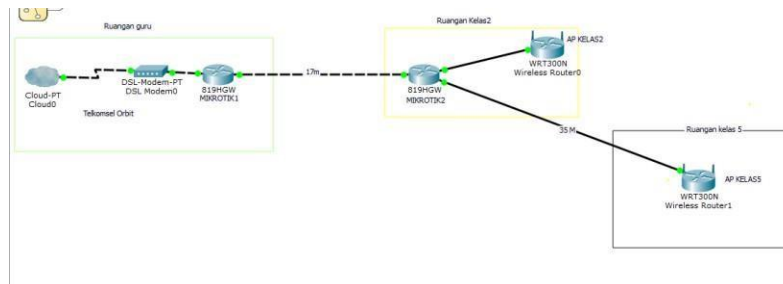 Ruangan guru
Cloud-PT
Cloud0
DSL-Modem-PT
DSL Modem0
819HGW
MIKROTIK1
Telkomsel Orbit
17m
Ruangan Kelas2
AP KELAS2
WRT300N
Wireless Router0
819HGW
MIKROTIK2
35 M
Ruangan kelas 5
AP KELAS5
WRT300N
Wireless Router1